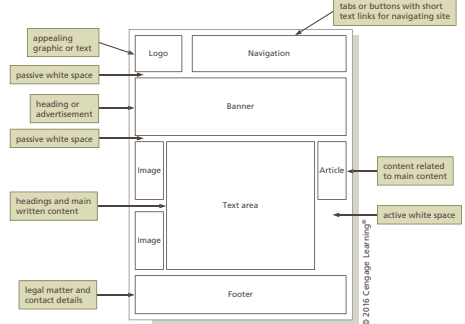 tabs or buttons with short
text links for navigating site
appealing
graphic or text
Logo
Navigation
passive white space
heading or
advertisement
Banner
passive white space
Image
Article
content related
to main content
headings and main
written content
Text area
active white space
Image
legal matter and
contact details
Footer
© 2016 Cengage Learning®